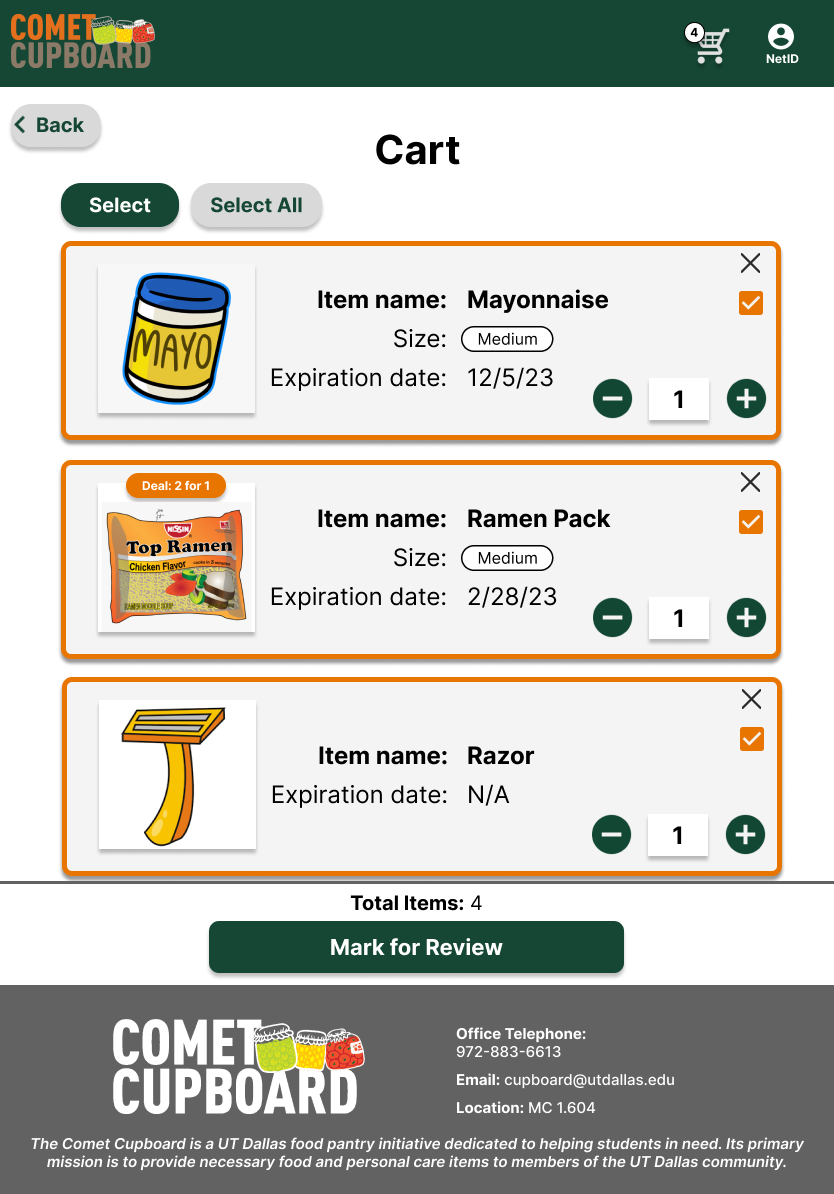 COMET
CUPBOARD
4
NetID
Back
Cart
Select
Select All
Item name: Mayonnaise
Size: Medium
Expiration date: 12/5/23
MAYO
1
Deal: 2 for 1
Item name: Ramen Pack
Size: Medium
Expiration date: 2/28/23
NISSIN
Top Ramen
Chicken Flavor
RAMEN NOODLE SOUP
1
Item name: Razor
Expiration date: N/A
1
Total Items: 4
Mark for Review
COMET
CUPBOARD
Office Telephone:
972-883-6613
Email: cupboard@utdallas.edu
Location: MC 1.604
The Comet Cupboard is a UT Dallas food pantry initiative dedicated to helping students in need. Its primary
mission is to provide necessary food and personal care items to members of the UT Dallas community.